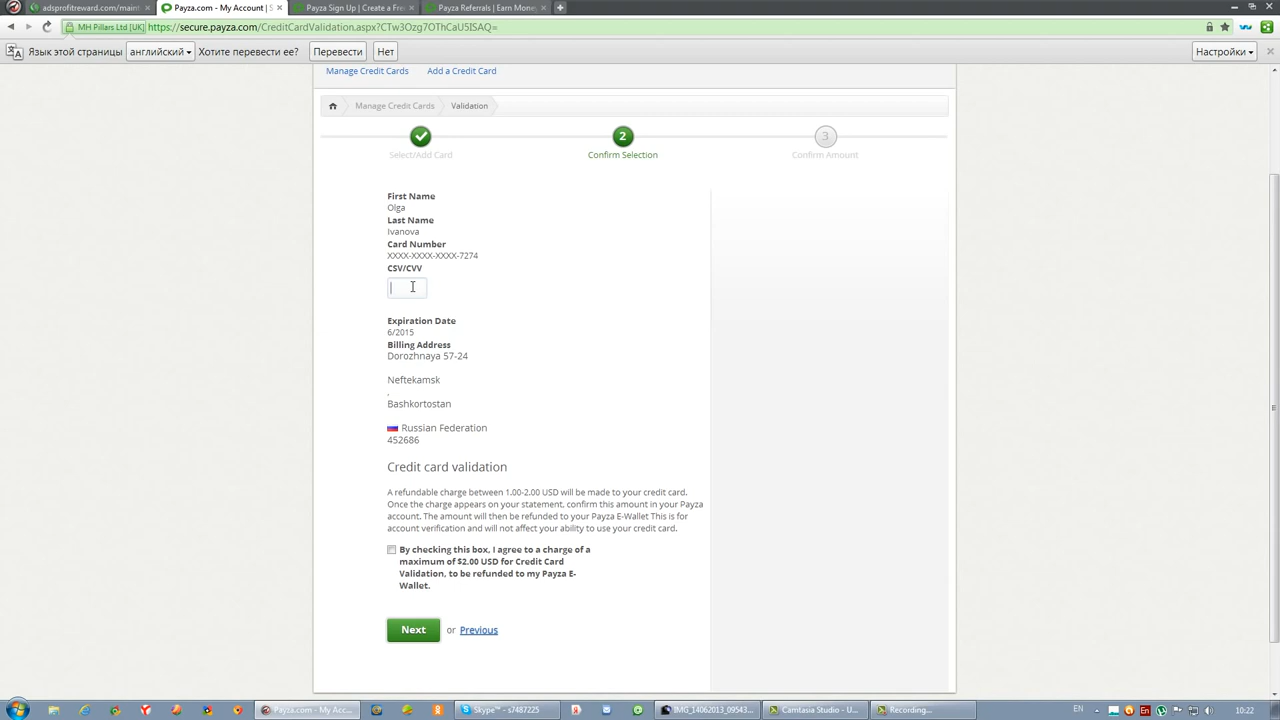 adsprofitreward.com/maint
Payza.com - My Account | S
Payza Sign Up | Create a Free
Payza Referrals | Earn Money
MH Pillars Ltd [UK] https://secure.payza.com/CreditCardValidation.aspx?CTw3Ozg7OThCaU5ISAQ=
Язык этой страницы английский Хотите перевести ее? Перевести Нет Настройки
Manage Credit Cards Add a Credit Card
Manage Credit Cards Validation
2 3
Select/Add Card Confirm Selection Confirm Amount
First Name
Olga
Last Name
Ivanova
Card Number
XXXX-XXXX-XXXX-7274
CSV/CVV
Expiration Date
6/2015
Billing Address
Dorozhnaya 57-24
Neftekamsk
,
Bashkortostan
Russian Federation
452686
Credit card validation
A refundable charge between 1.00-2.00 USD will be made to your credit card.
Once the charge appears on your statement, confirm this amount in your Payza
account. The amount will then be refunded to your Payza E-Wallet This is for
account verification and will not affect your ability to use your credit card.
By checking this box, I agree to a charge of a
maximum of $2.00 USD for Credit Card
Validation, to be refunded to my Payza E-
Wallet.
Next or Previous
Payza.com - My Acc... Skype™ - s7487225 IMG_14062013_09543... Camtasia Studio - U... Recording... EN En 10:22